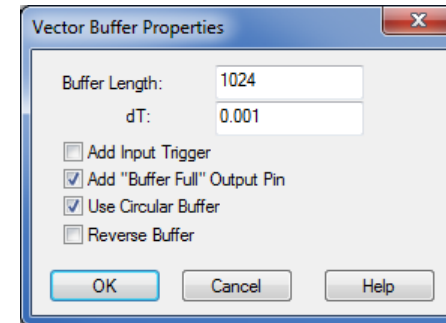 Vector Buffer Properties
Buffer Length: 1024
dT: 0.001
Add Input Trigger
Add "Buffer Full" Output Pin
Use Circular Buffer
Reverse Buffer
OK Cancel Help